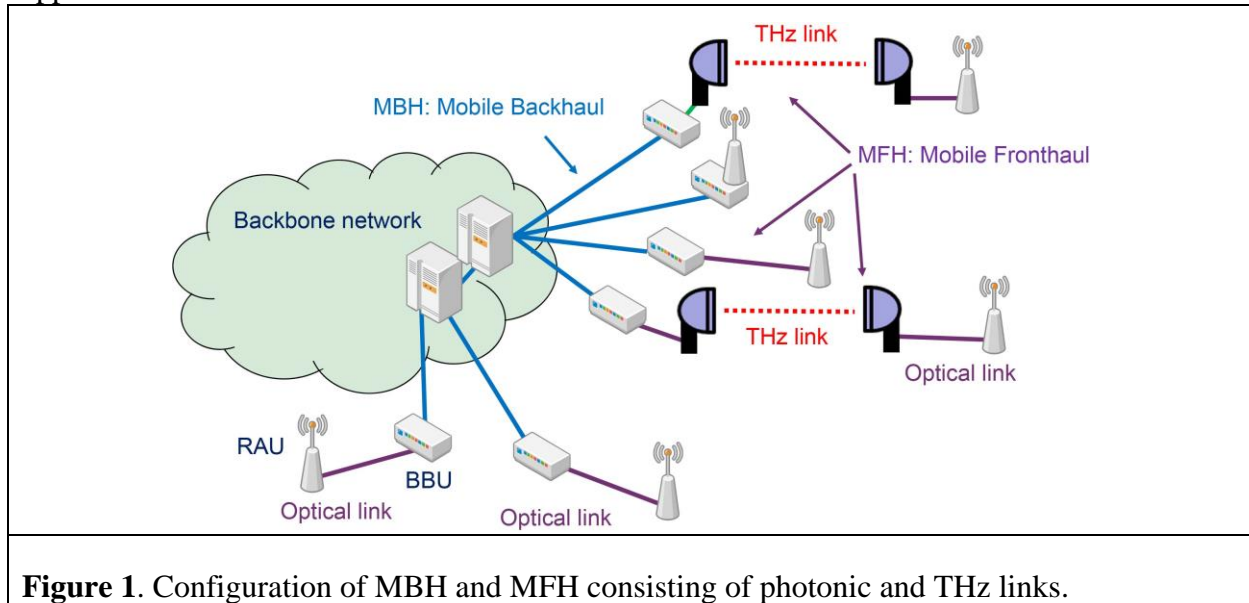 THz link
MBH: Mobile Backhaul
MFH: Mobile Fronthaul
Backbone network
THz link
Optical link
RAU
BBU
Optical link
Optical link
Figure 1. Configuration of MBH and MFH consisting of photonic and THz links.